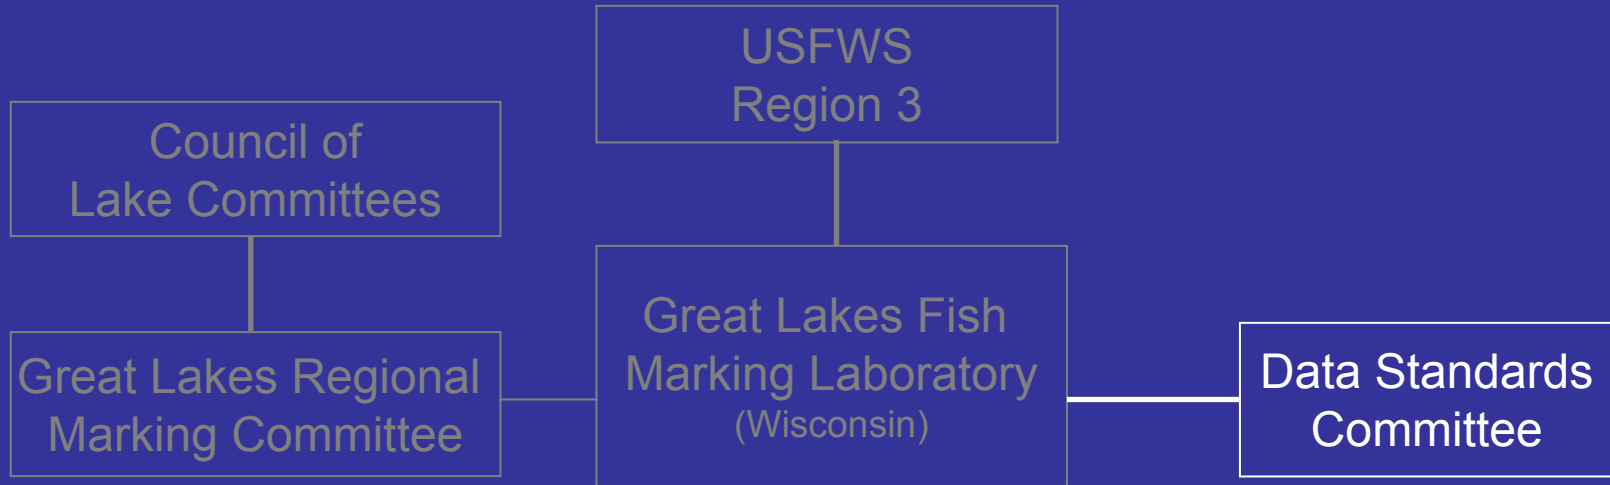 USFWS
Region 3
Council of
Lake Committees
Great Lakes Regional
Marking Committee
Great Lakes Fish
Marking Laboratory
(Wisconsin)
Data Standards
Committee